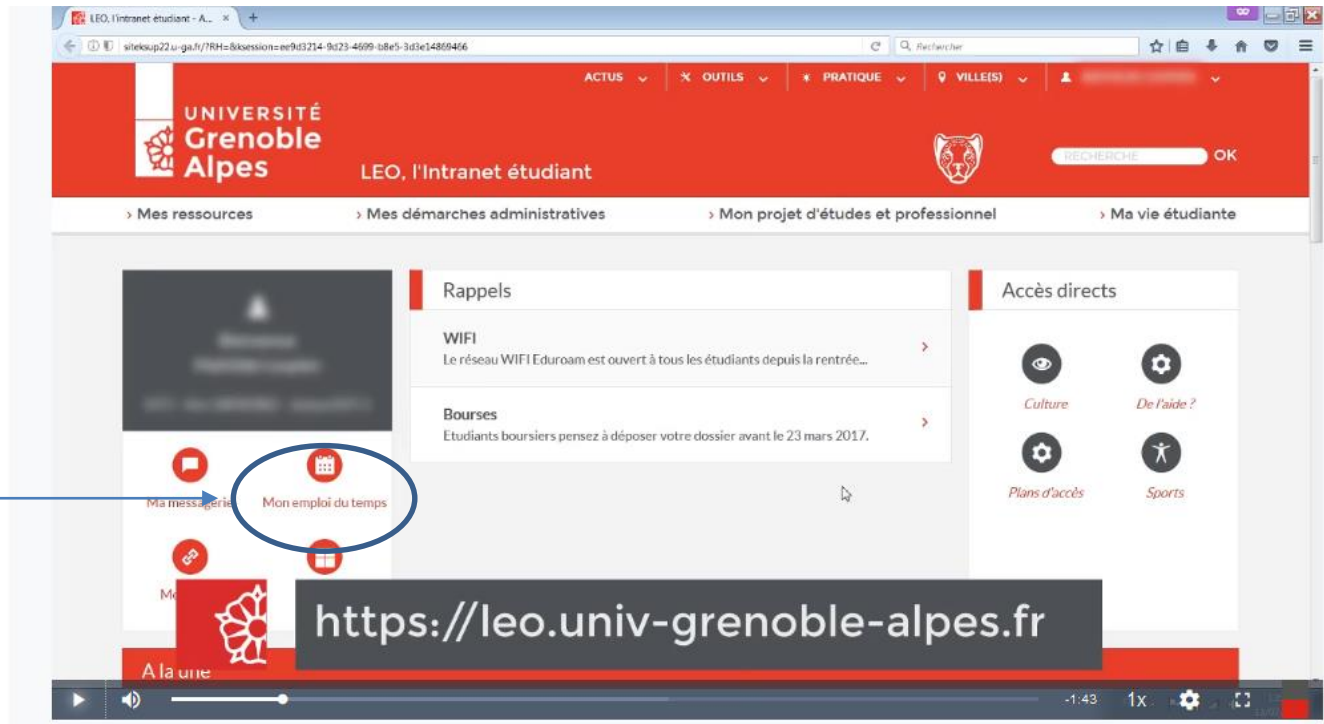 LEO, l'intranet étudiant - A...
siteksup22.u-ga.fr/?RH=&ksession=ee9d3214-9d23-4699-b8e5-3d3e14869466
Rechercher
ACTUS
OUTILS
PRATIQUE
VILLE(S)
UNIVERSITÉ
Grenoble
Alpes
LEO, l'Intranet étudiant
RECHERCHE
OK
Mes ressources
Mes démarches administratives
Mon projet d'études et professionnel
Ma vie étudiante
Rappels
WIFI
Le réseau WIFI Eduroam est ouvert à tous les étudiants depuis la rentrée...
Bourses
Etudiants boursiers pensez à déposer votre dossier avant le 23 mars 2017.
Accès directs
Culture
De l'aide ?
Plans d'accès
Sports
Ma messagerie
Mon emploi du temps
https://leo.univ-grenoble-alpes.fr
A la une
-1:43
1x